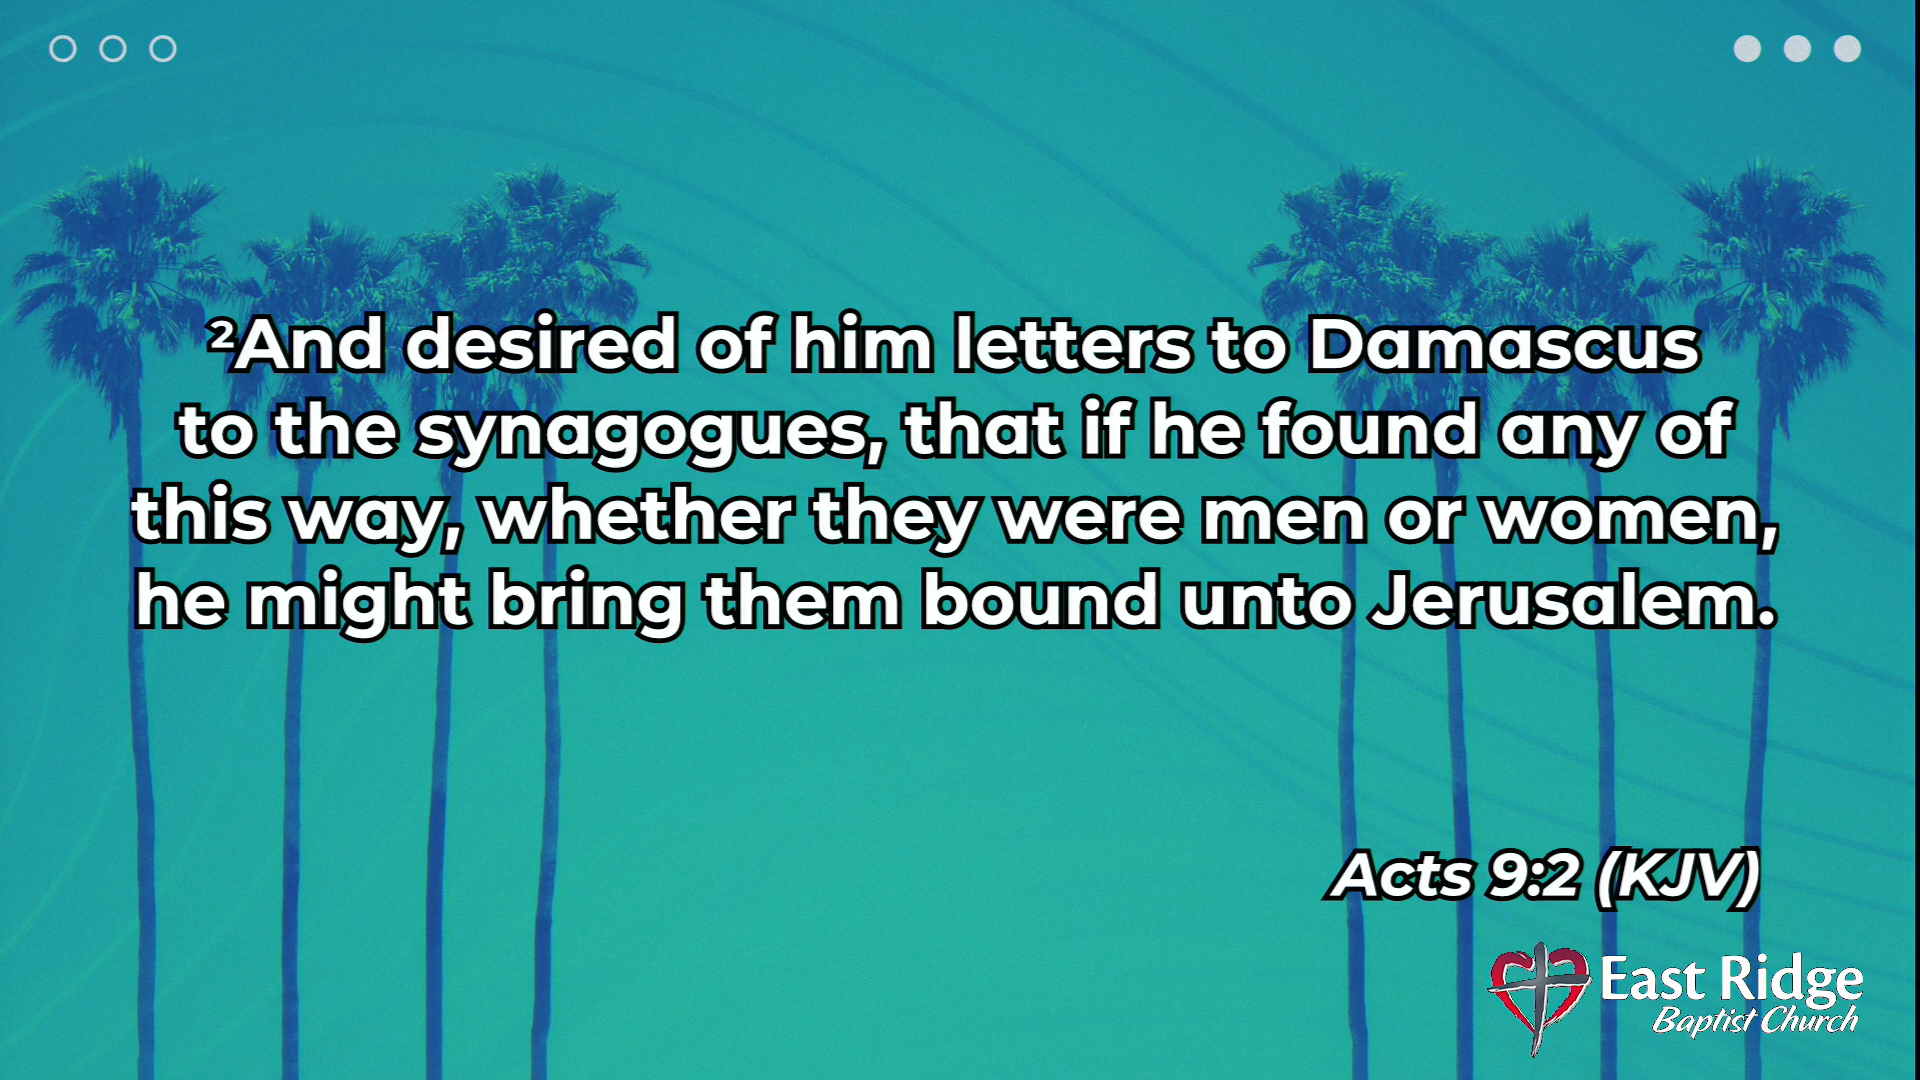 ²And desired of him letters to Damascus
to the synagogues, that if he found any of
this way, whether they were men or women,
he might bring them bound unto Jerusalem.
Acts 9:2 (KJV)
East Ridge
Baptist Church